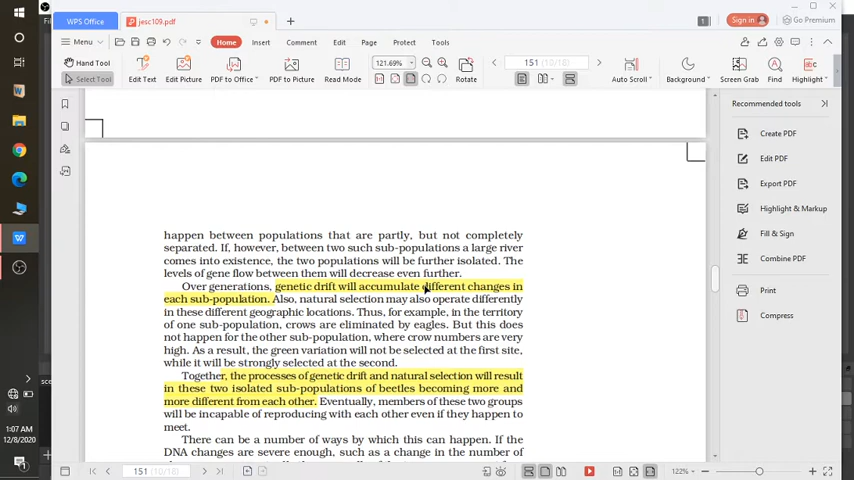 WPS Office
jesc109.pdf
1
Sign in
Go Premium
Menu
Home
Insert
Comment
Edit
Page
Protect
Tools
Hand Tool
Select Tool
Edit Text
Edit Picture
PDF to Office
PDF to Picture
Read Mode
121.69%
151 (10/18)
Rotate
Auto Scroll
Background
Screen Grab
Find
Highlight
Recommended tools
Create PDF
Edit PDF
Export PDF
Highlight & Markup
Fill & Sign
Combine PDF
Print
Compress
happen between populations that are partly, but not completely
separated. If, however, between two such sub-populations a large river
comes into existence, the two populations will be further isolated. The
levels of gene flow between them will decrease even further.
Over generations, genetic drift will accumulate different changes in
each sub-population. Also, natural selection may also operate differently
in these different geographic locations. Thus, for example, in the territory
of one sub-population, crows are eliminated by eagles. But this does
not happen for the other sub-population, where crow numbers are very
high. As a result, the green variation will not be selected at the first site,
while it will be strongly selected at the second.
Together, the processes of genetic drift and natural selection will result
in these two isolated sub-populations of beetles becoming more and
more different from each other. Eventually, members of these two groups
will be incapable of reproducing with each other even if they happen to
meet.
There can be a number of ways by which this can happen. If the
DNA changes are severe enough, such as a change in the number of
1:07 AM
12/8/2020
151 (10/18)
122%